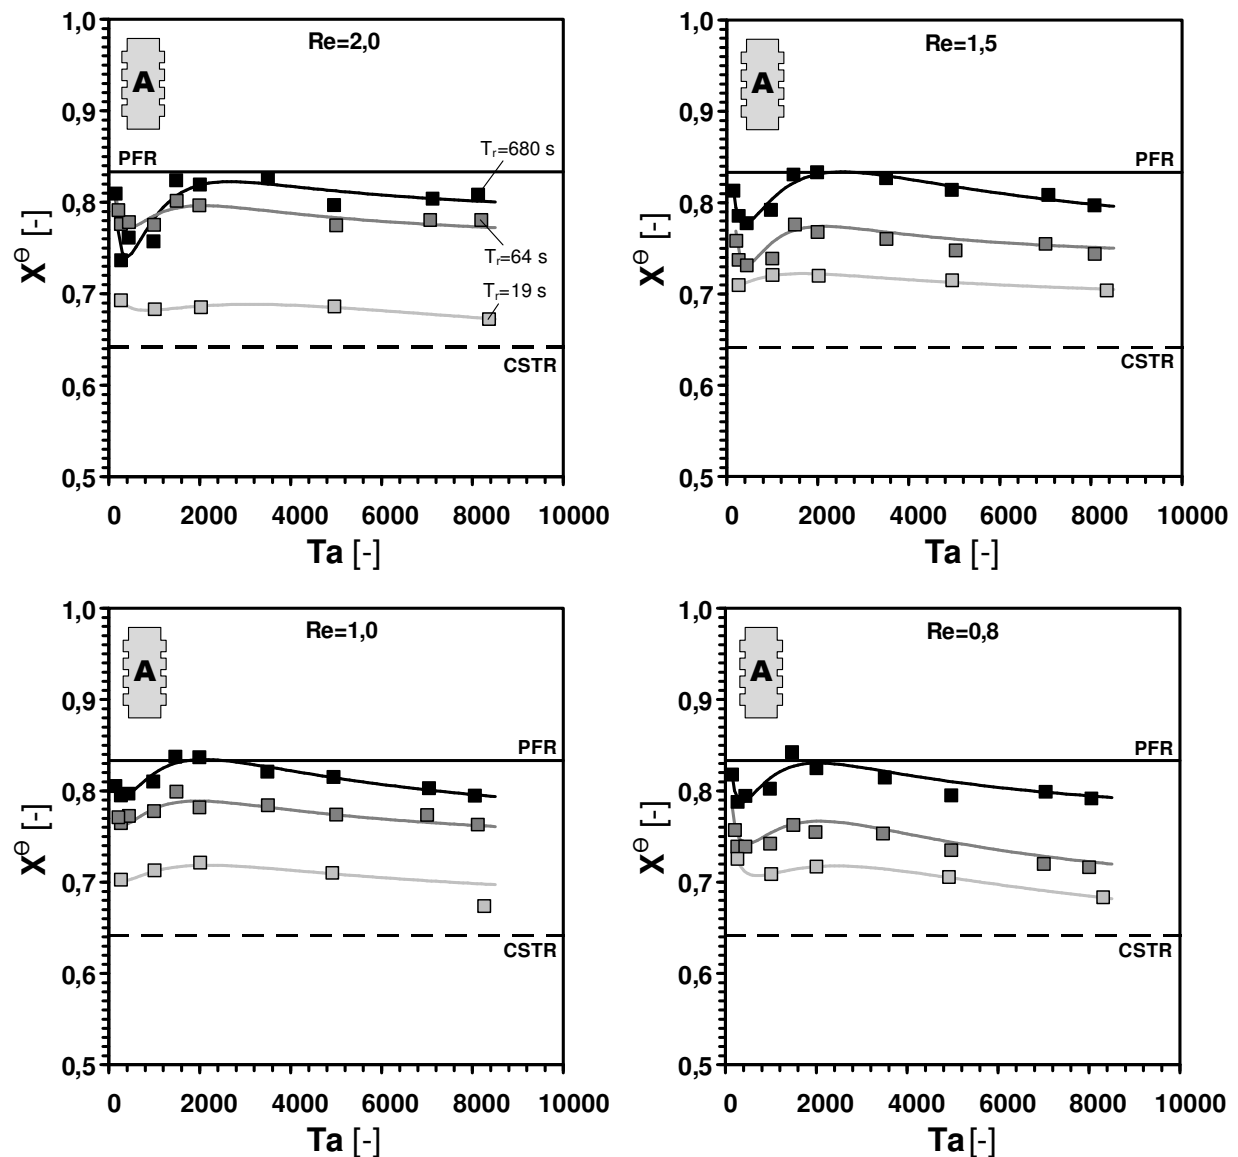 1,0
Re=2,0
A
0,9
Tᵣ=680 s
PFR
0,8
Tᵣ=64 s
Tᵣ=19 s
0,7
CSTR
0,6
0,5
0 2000 4000 6000 8000 10000
X⊖ [-]
Ta [-]
1,0
Re=1,5
A
0,9
PFR
0,8
0,7
CSTR
0,6
0,5
0 2000 4000 6000 8000 10000
X⊖ [-]
Ta [-]
1,0
Re=1,0
A
0,9
PFR
0,8
0,7
CSTR
0,6
0,5
0 2000 4000 6000 8000 10000
X⊖ [-]
Ta [-]
1,0
Re=0,8
A
0,9
PFR
0,8
0,7
CSTR
0,6
0,5
0 2000 4000 6000 8000 10000
X⊖ [-]
Ta [-]